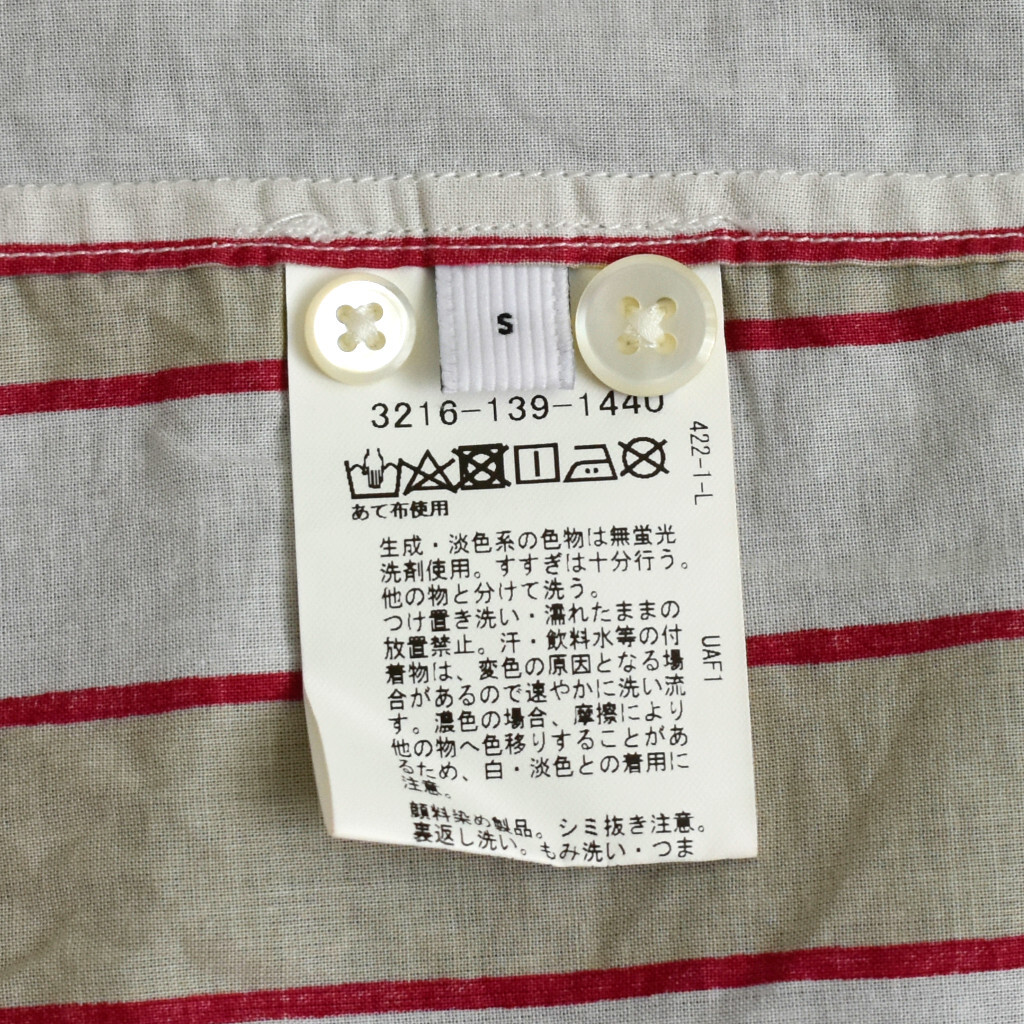 S
3216-139-1440
422-1-L
あて布使用
生成・淡色系の色物は無蛍光
洗剤使用。すすぎは十分行う。
他の物と分けて洗う。
つけ置き洗い・濡れたままの
放置禁止。汗・飲料水等の付
着物は、変色の原因となる場
合があるので速やかに洗い流
す。濃色の場合、摩擦により
他の物へ色移りすることがあ
るため、白・淡色との着用に
注意。
顔料染め製品。シミ抜き注意。
裏返し洗い。もみ洗い・つま
UAF1